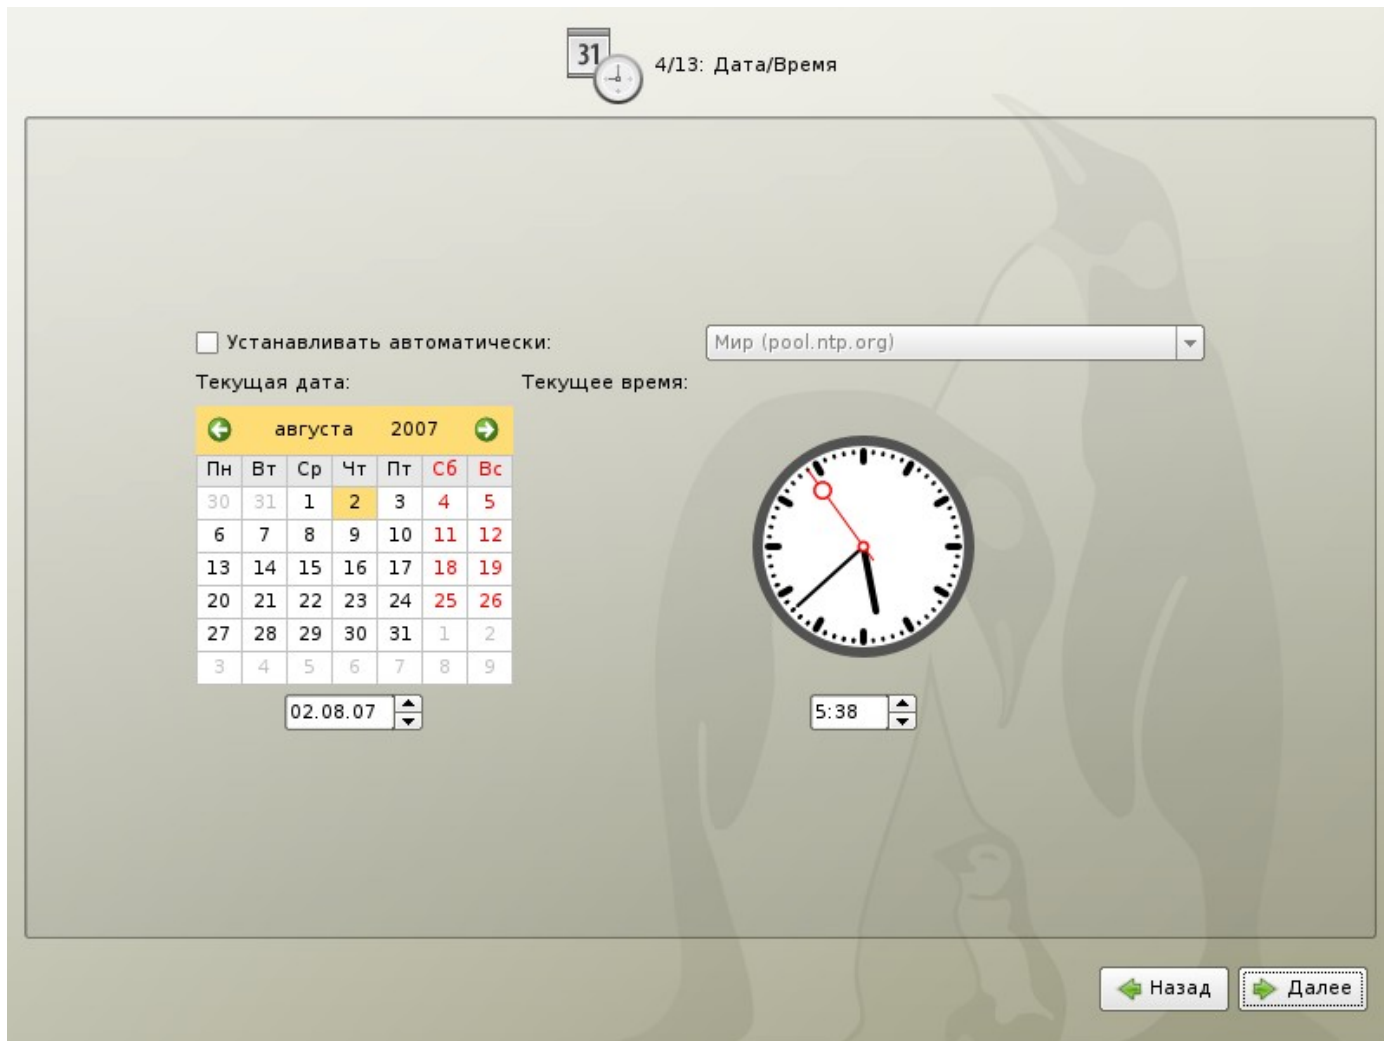 31
4/13: Дата/Время
Устанавливать автоматически:
Мир (pool.ntp.org)
Текущая дата:
Текущее время:
августа 2007
Пн Вт Ср Чт Пт Сб Вс
30 31 1 2 3 4 5
6 7 8 9 10 11 12
13 14 15 16 17 18 19
20 21 22 23 24 25 26
27 28 29 30 31 1 2
3 4 5 6 7 8 9
02.08.07
5:38
Назад
Далее